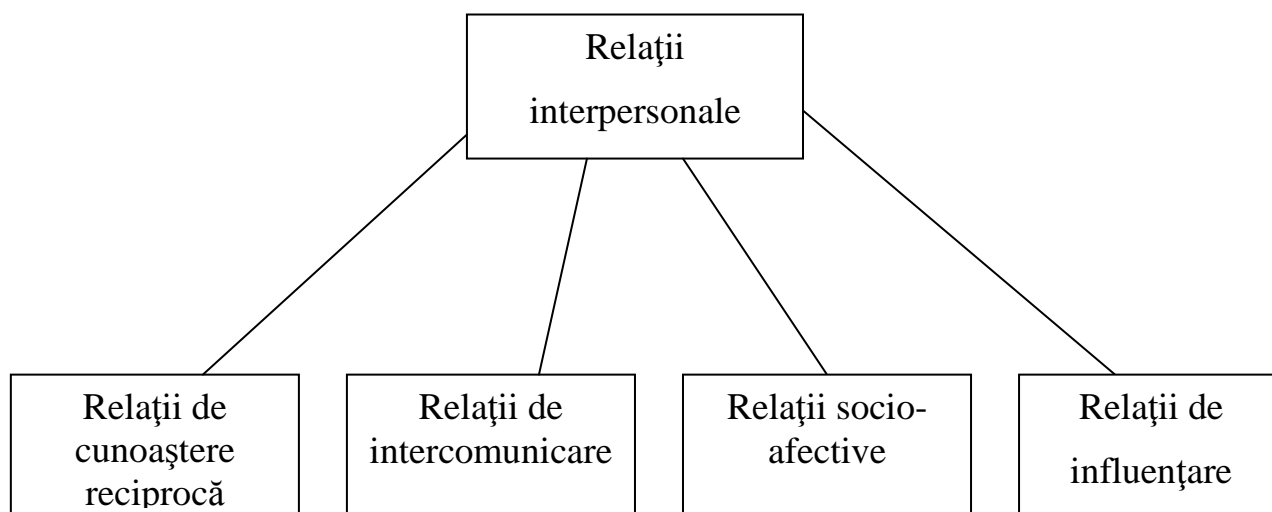 Relaţii
interpersonale
Relaţii de
cunoaştere
reciprocă
Relaţii de
intercomunicare
Relaţii socio-
afective
Relaţii de
influenţare